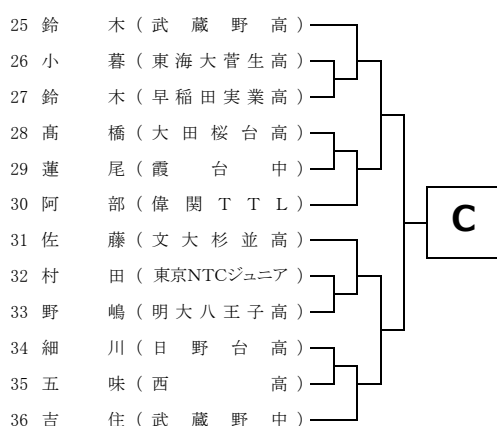 25 鈴 木 ( 武 蔵 野 高 )
26 小 暮 ( 東 海 大 菅 生 高 )
27 鈴 木 ( 早 稲 田 実 業 高 )
28 髙 橋 ( 大 田 桜 台 高 )
29 蓮 尾 ( 霞 台 中 )
30 阿 部 ( 偉 関 T T L )
31 佐 藤 ( 文 大 杉 並 高 )
32 村 田 ( 東京NTCジュニア )
33 野 嶋 ( 明 大 八 王 子 高 )
34 細 川 ( 日 野 台 高 )
35 五 味 ( 西 高 )
36 吉 住 ( 武 蔵 野 中 )
C